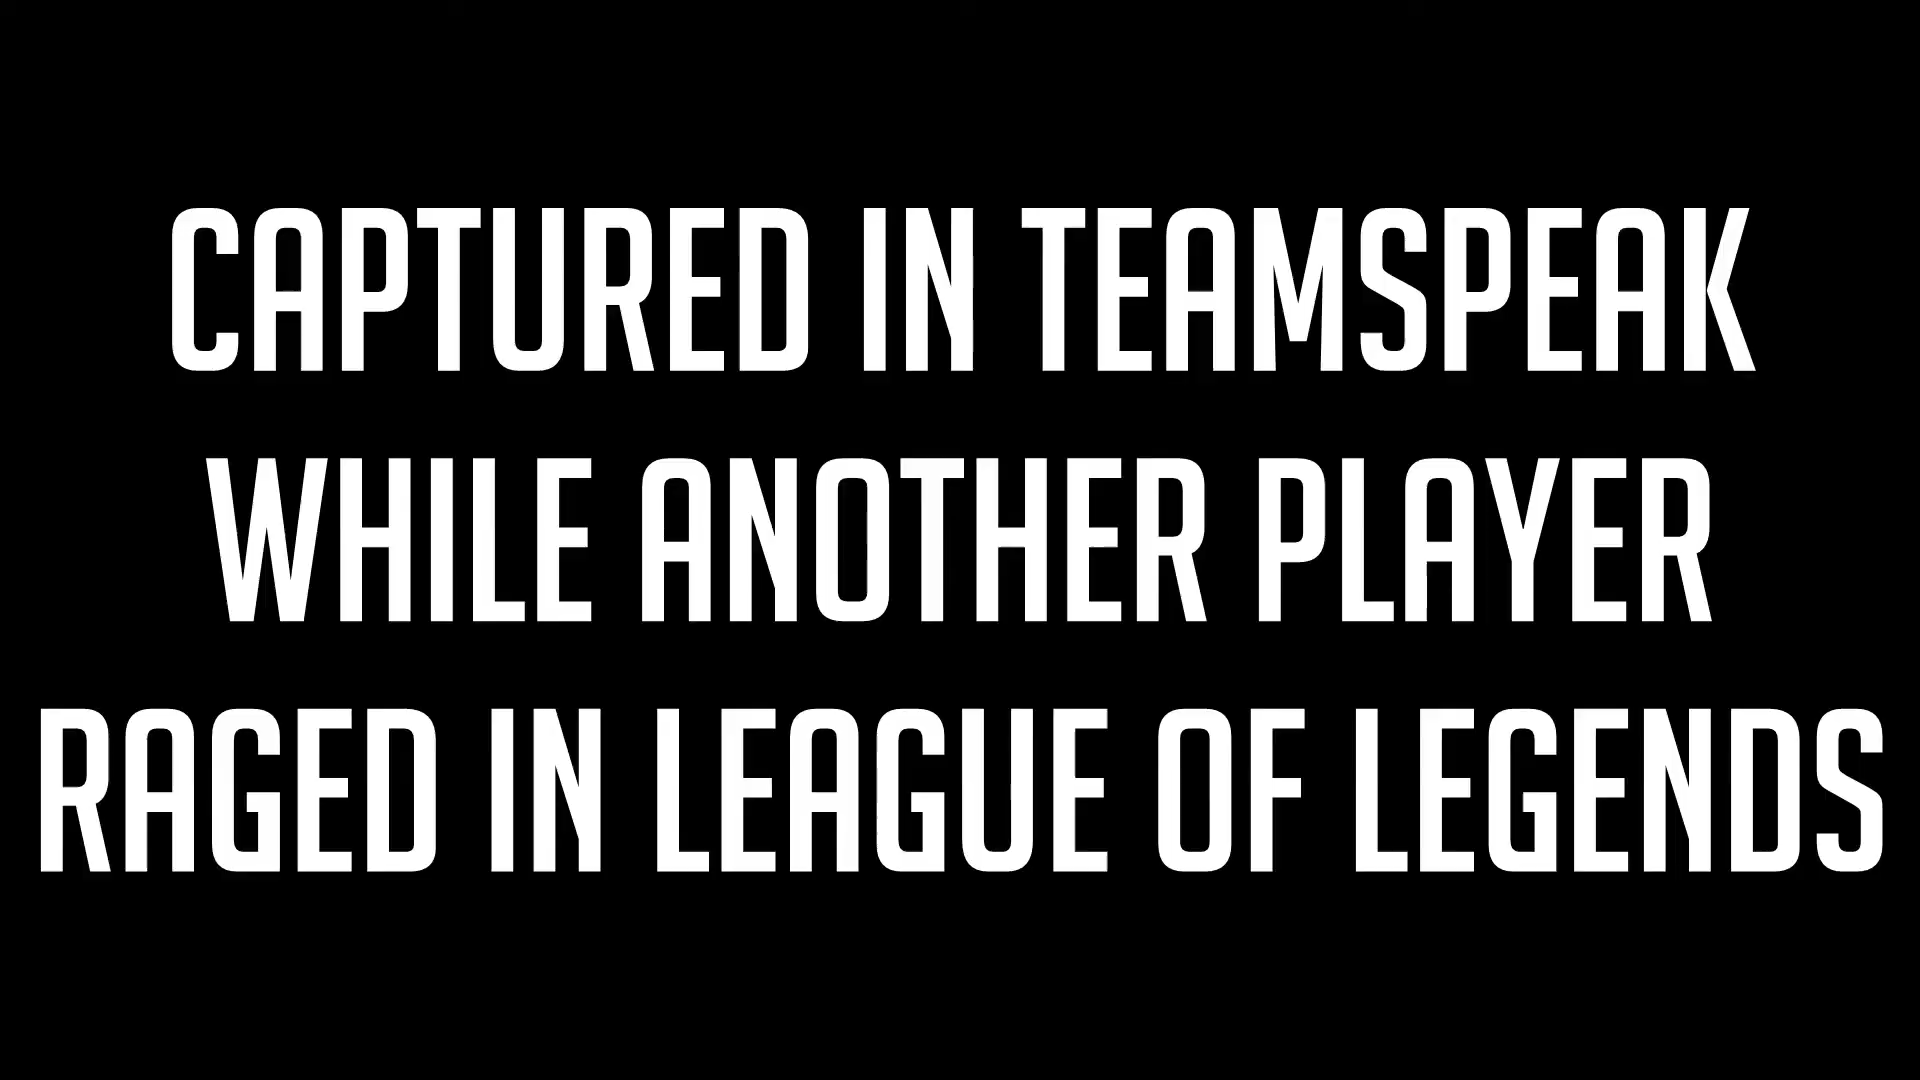 CAPTURED IN TEAMSPEAK
WHILE ANOTHER PLAYER
RAGED IN LEAGUE OF LEGENDS